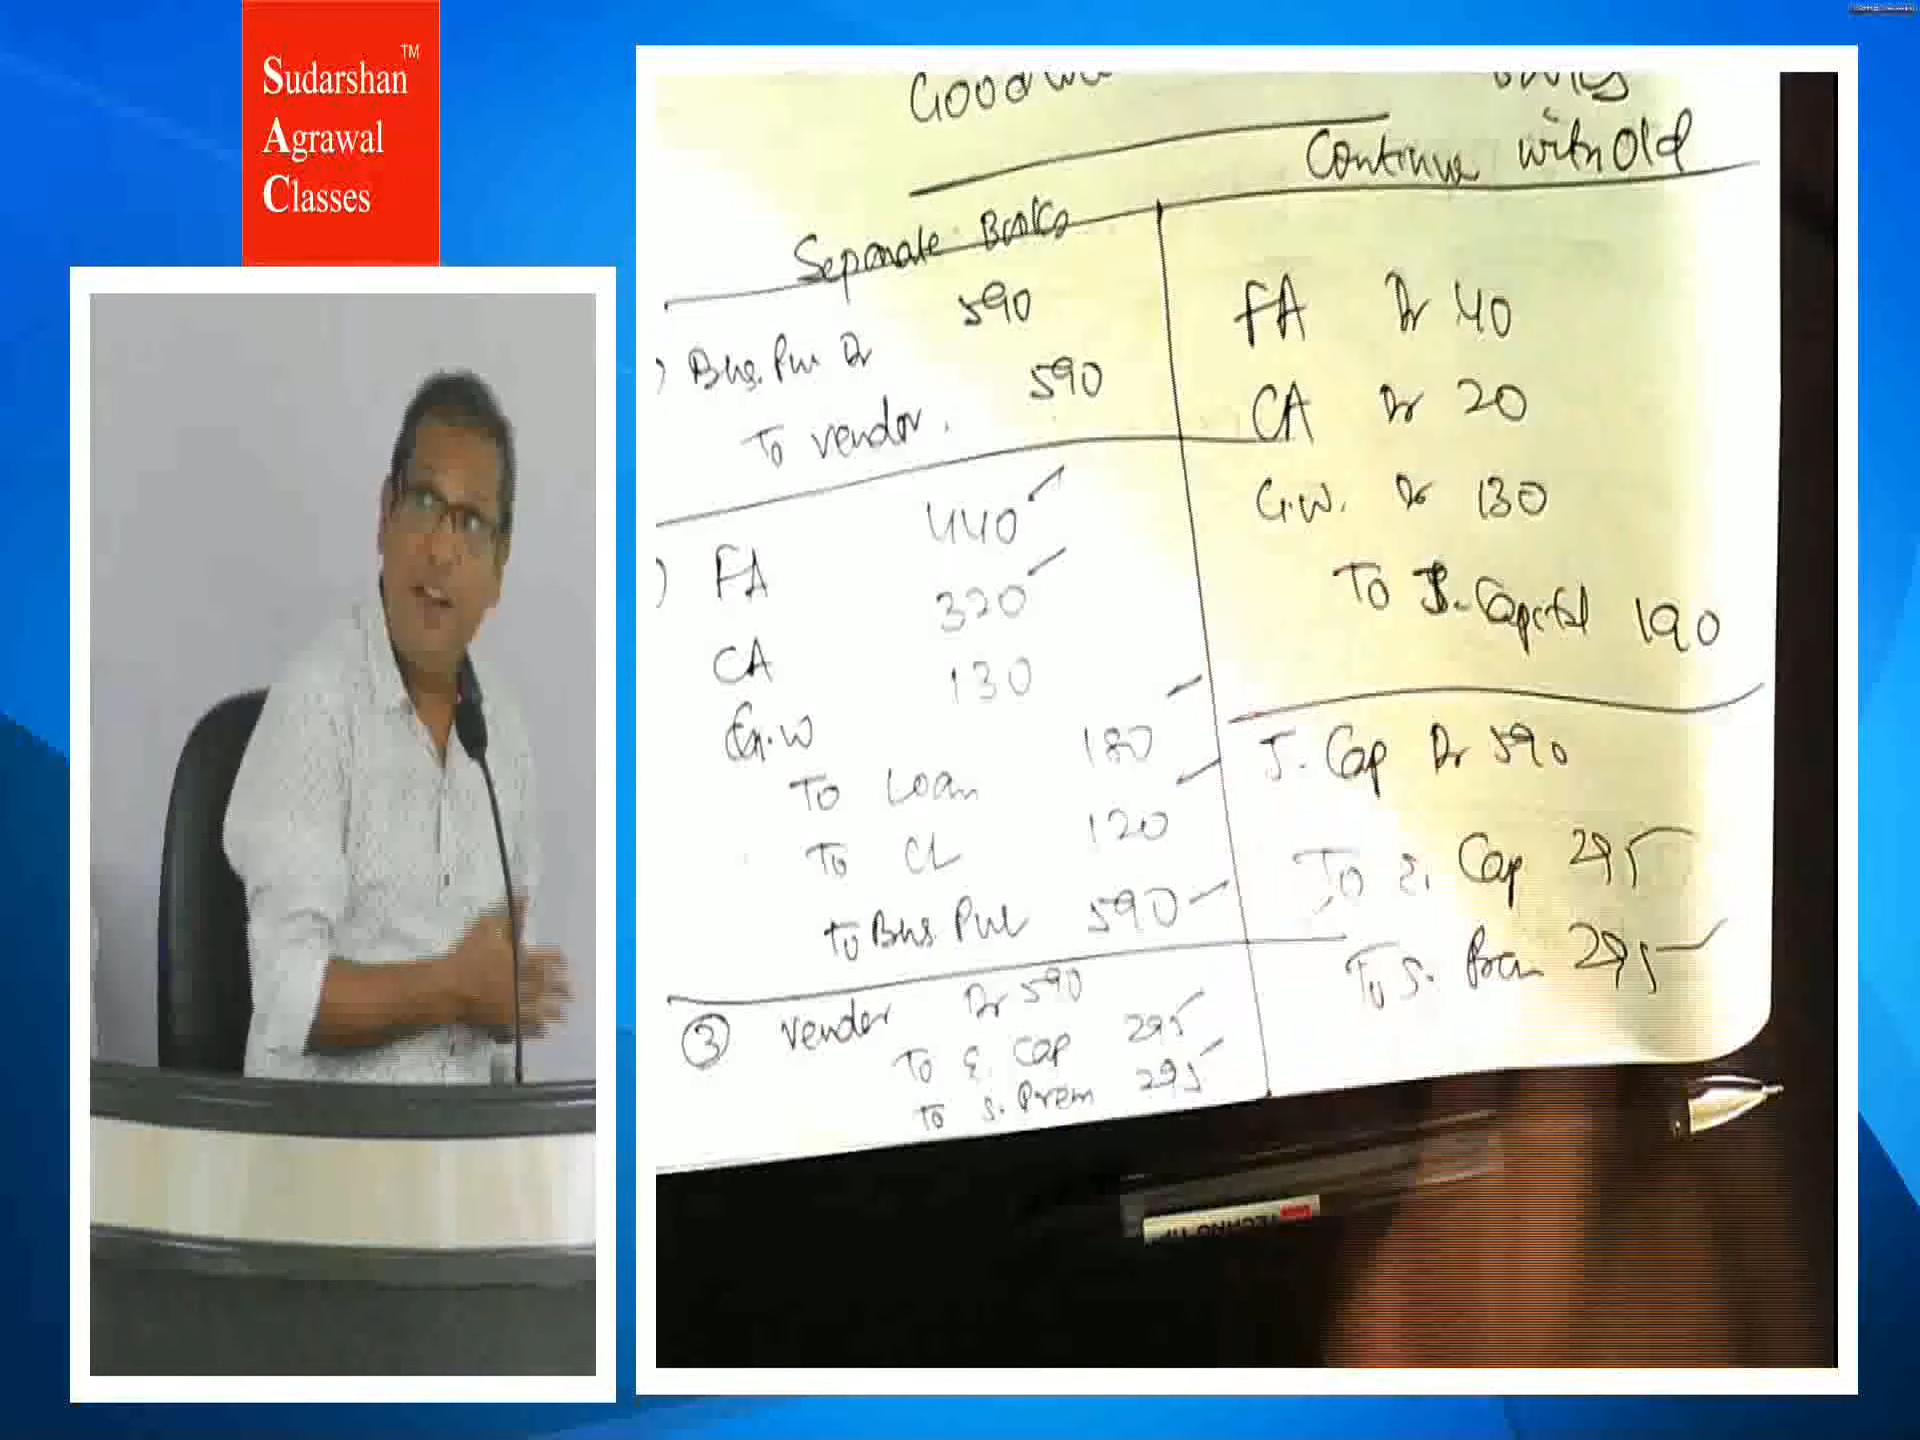 Sudarshan™
Agrawal
Classes
Continue with Old
Separate Books
) Bus. Pur Dr 590
To vendor. 590
) FA 440
CA 320
G.W 130
To Loan 180
To CL 120
To Bus. Pur 590
③ Vendor Dr 590
To E. Cap 295
To S. Prem 295
FA Dr 40
CA Dr 20
G.W. Dr 130
To J. Capital 190
J. Cap Dr 590
To E. Cap 295
To S. Prem 295